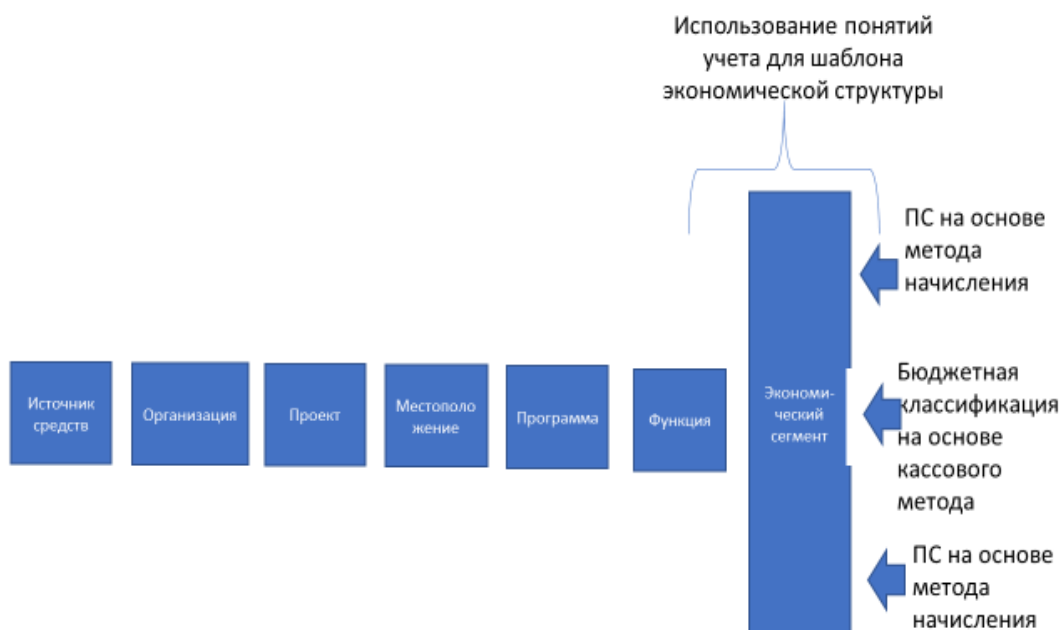 Использование понятий
учета для шаблона
экономической структуры
ПС на основе
метода
начисления
Источник
средств
Организация
Проект
Местополо
жение
Программа
Функция
Экономи-
ческий
сегмент
Бюджетная
классификация
на основе
кассового
метода
ПС на основе
метода
начисления